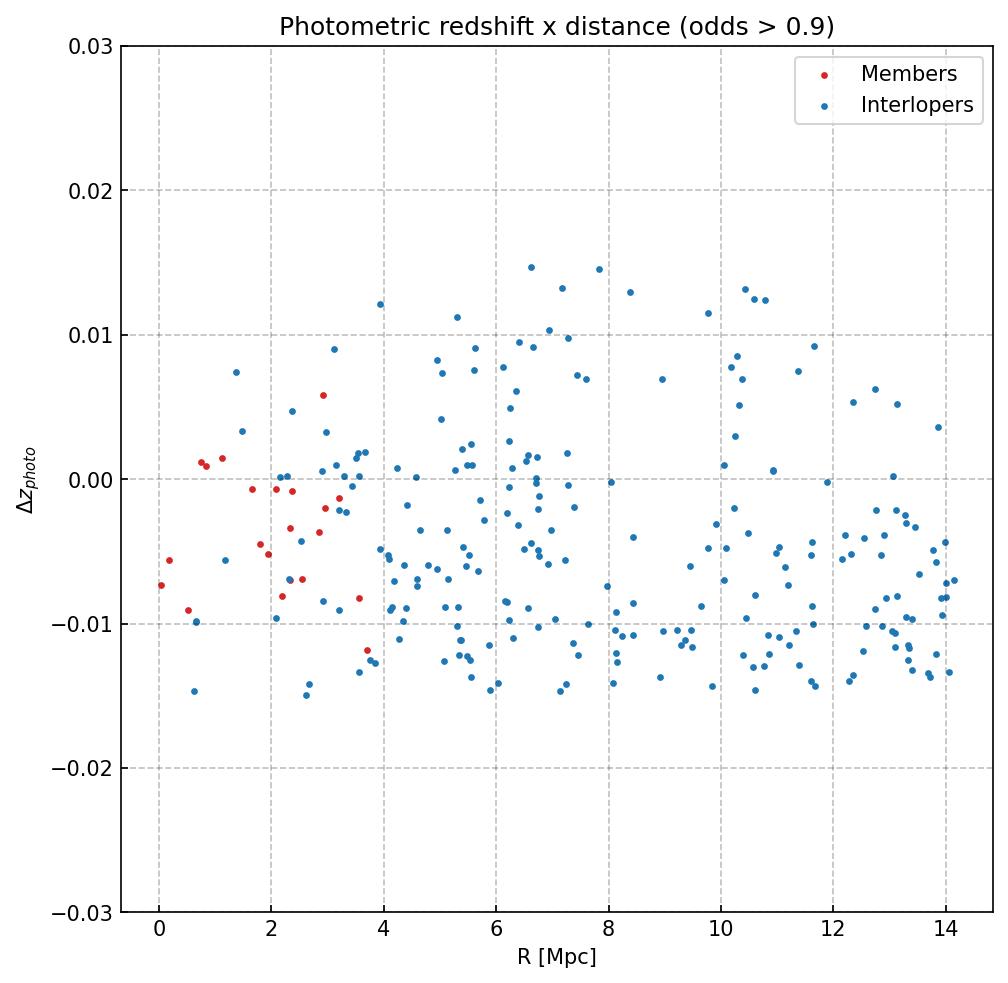 Photometric redshift x distance (odds > 0.9)
0.03
0.02
0.01
0.00
−0.01
−0.02
−0.03
Δz_photo
Members
Interlopers
0 2 4 6 8 10 12 14
R [Mpc]